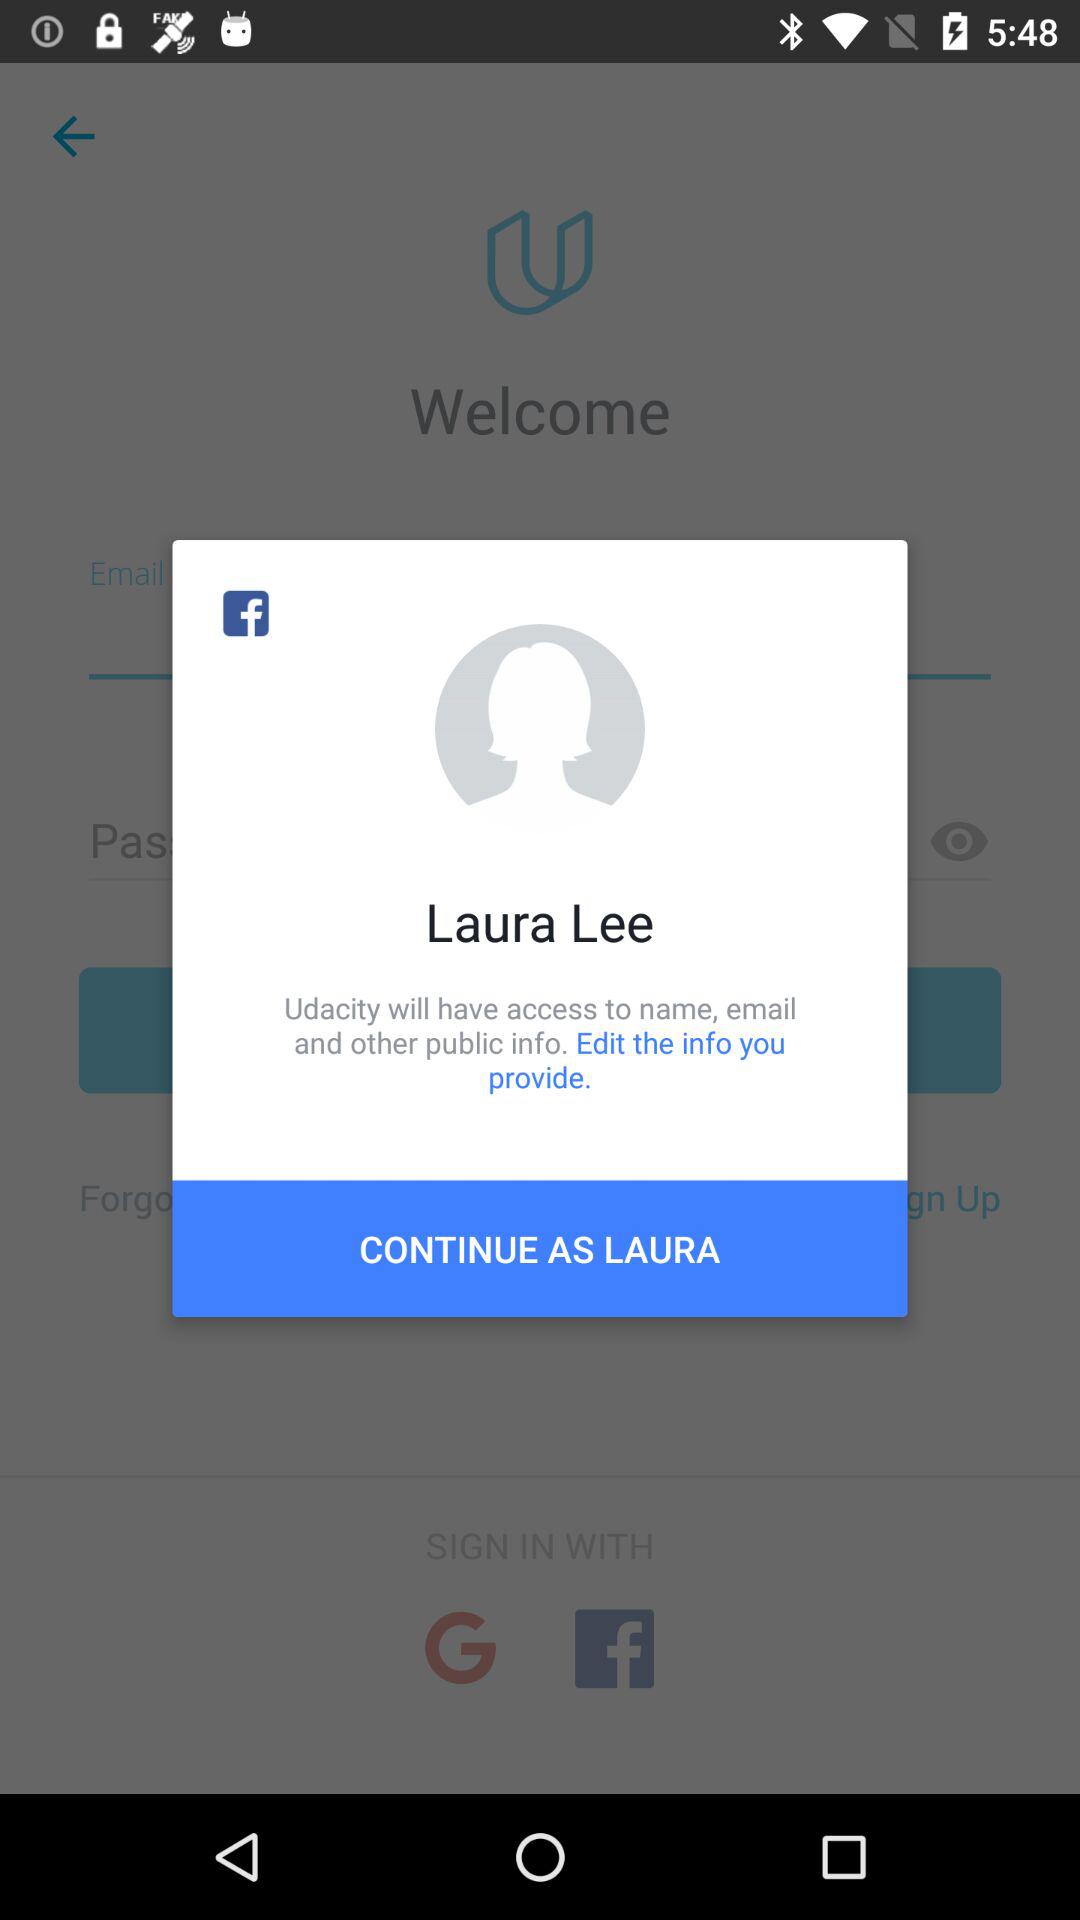 FAKE
5:48
Welcome
Email
Pas
Laura Lee
Udacity will have access to name, email
and other public info. Edit the info you
provide.
Forgo
gn Up
CONTINUE AS LAURA
SIGN IN WITH